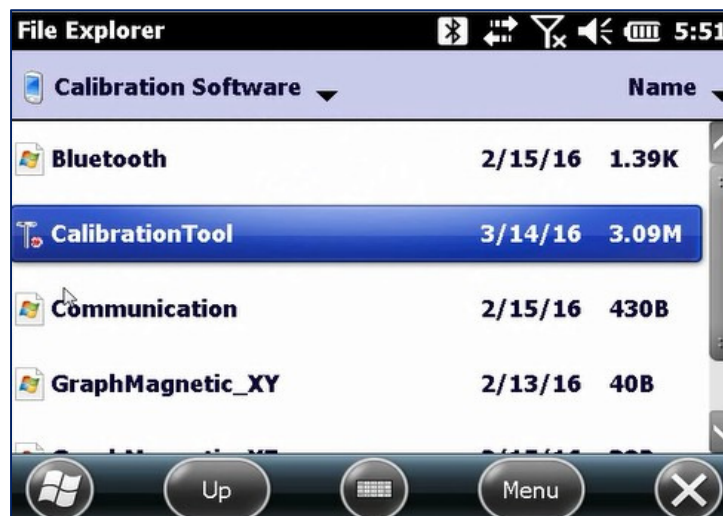 File Explorer 5:51
Calibration Software Name
Bluetooth 2/15/16 1.39K
CalibrationTool 3/14/16 3.09M
Communication 2/15/16 430B
GraphMagnetic_XY 2/13/16 40B
Up Menu